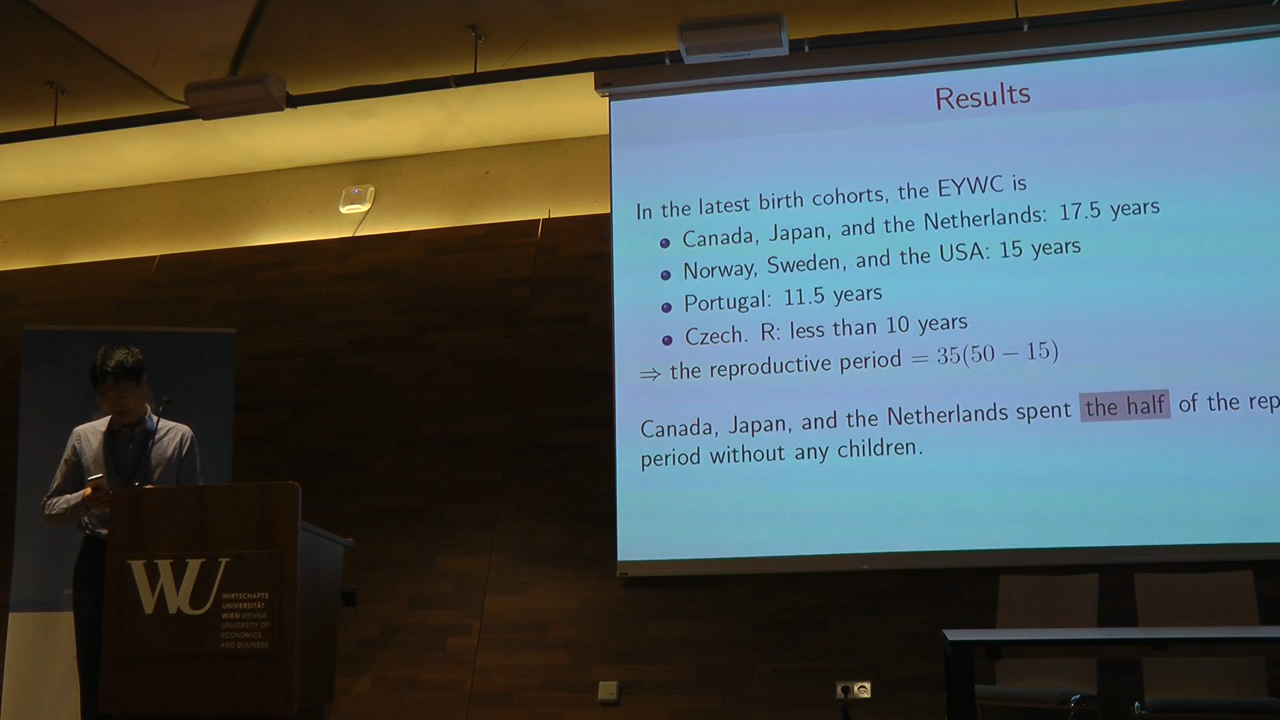 Results
In the latest birth cohorts, the EYWC is
Canada, Japan, and the Netherlands: 17.5 years
Norway, Sweden, and the USA: 15 years
Portugal: 11.5 years
Czech. R: less than 10 years
⇒ the reproductive period = 35(50 − 15)
Canada, Japan, and the Netherlands spent the half of the rep
period without any children.
WU
WIRTSCHAFTS
UNIVERSITÄT
WIEN VIENNA
UNIVERSITY OF
ECONOMICS
AND BUSINESS